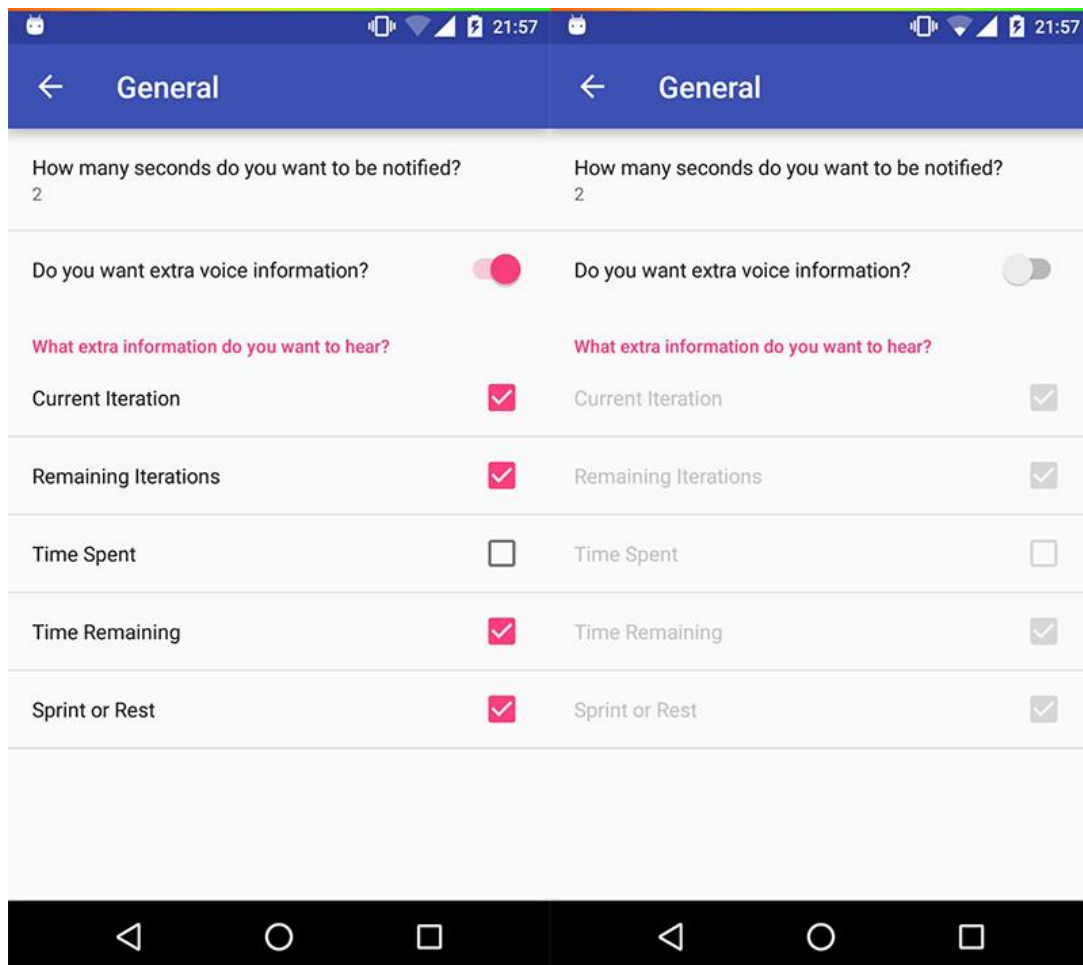 21:57
General
How many seconds do you want to be notified?
2
Do you want extra voice information?
What extra information do you want to hear?
Current Iteration
Remaining Iterations
Time Spent
Time Remaining
Sprint or Rest
21:57
General
How many seconds do you want to be notified?
2
Do you want extra voice information?
What extra information do you want to hear?
Current Iteration
Remaining Iterations
Time Spent
Time Remaining
Sprint or Rest